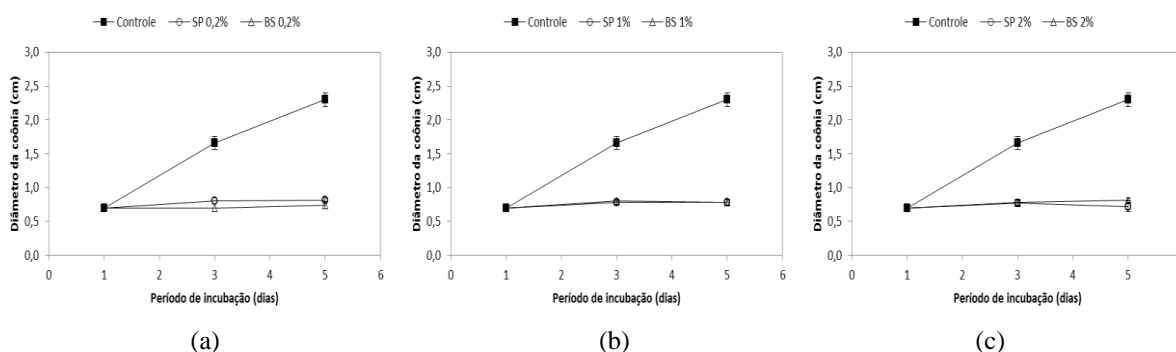 Controle SP 0,2% BS 0,2%
3,0
2,5
2,0
1,5
1,0
0,5
0,0
0 1 2 3 4 5 6
Diâmetro da coônia (cm)
Período de incubação (dias)
(a)
Controle SP 1% BS 1%
3,0
2,5
2,0
1,5
1,0
0,5
0,0
0 1 2 3 4 5 6
Diâmetro da coônia (cm)
Período de incubação (dias)
(b)
Controle SP 2% BS 2%
3,0
2,5
2,0
1,5
1,0
0,5
0,0
0 1 2 3 4 5
Diâmetro da coônia (cm)
Período de incubação (dias)
(c)